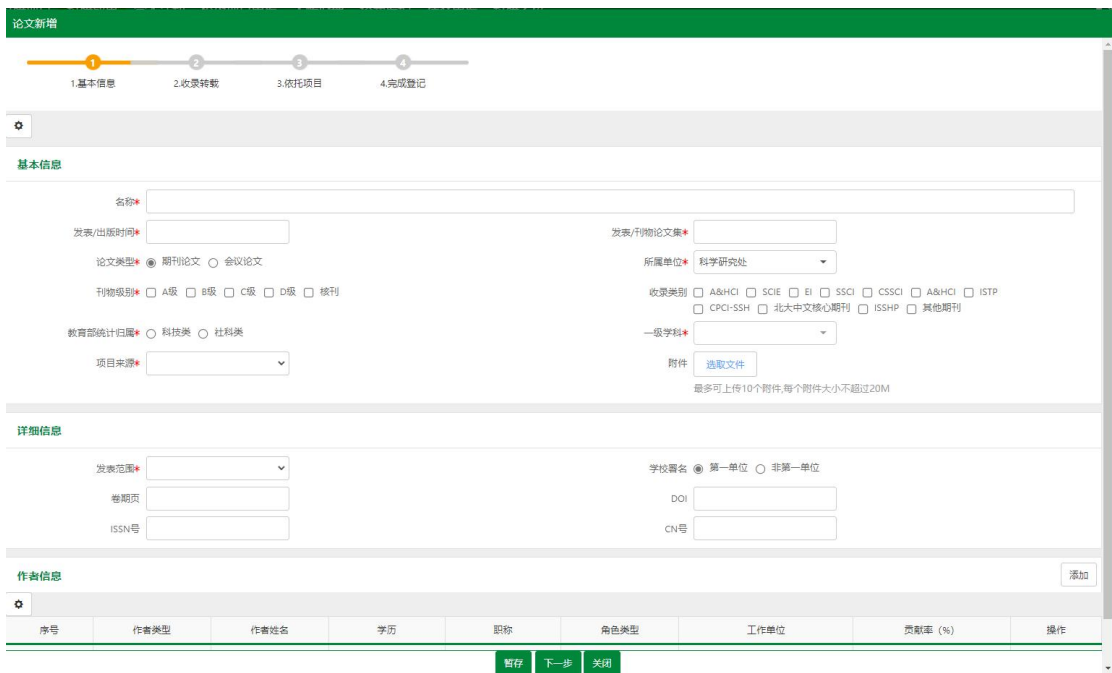 论文新增
1 2 3 4
1.基本信息 2.收录转载 3.依托项目 4.完成登记
基本信息
名称*
发表/出版时间* 发表/刊物论文集*
论文类型* 期刊论文 会议论文 所属单位* 科学研究处
刊物级别* A级 B级 C级 D级 核刊 收录类别 A&HCI SCIE EI SSCI CSSCI A&HCI ISTP
CPCI-SSH 北大中文核心期刊 ISSHP 其他期刊
教育部统计归属* 科技类 社科类 一级学科*
项目来源* 附件 选取文件
最多可上传10个附件,每个附件大小不超过20M
详细信息
发表范围* 学校署名 第一单位 非第一单位
卷期页 DOI
ISSN号 CN号
作者信息 添加
序号 作者类型 作者姓名 学历 职称 角色类型 工作单位 贡献率（%） 操作
暂存 下一步 关闭